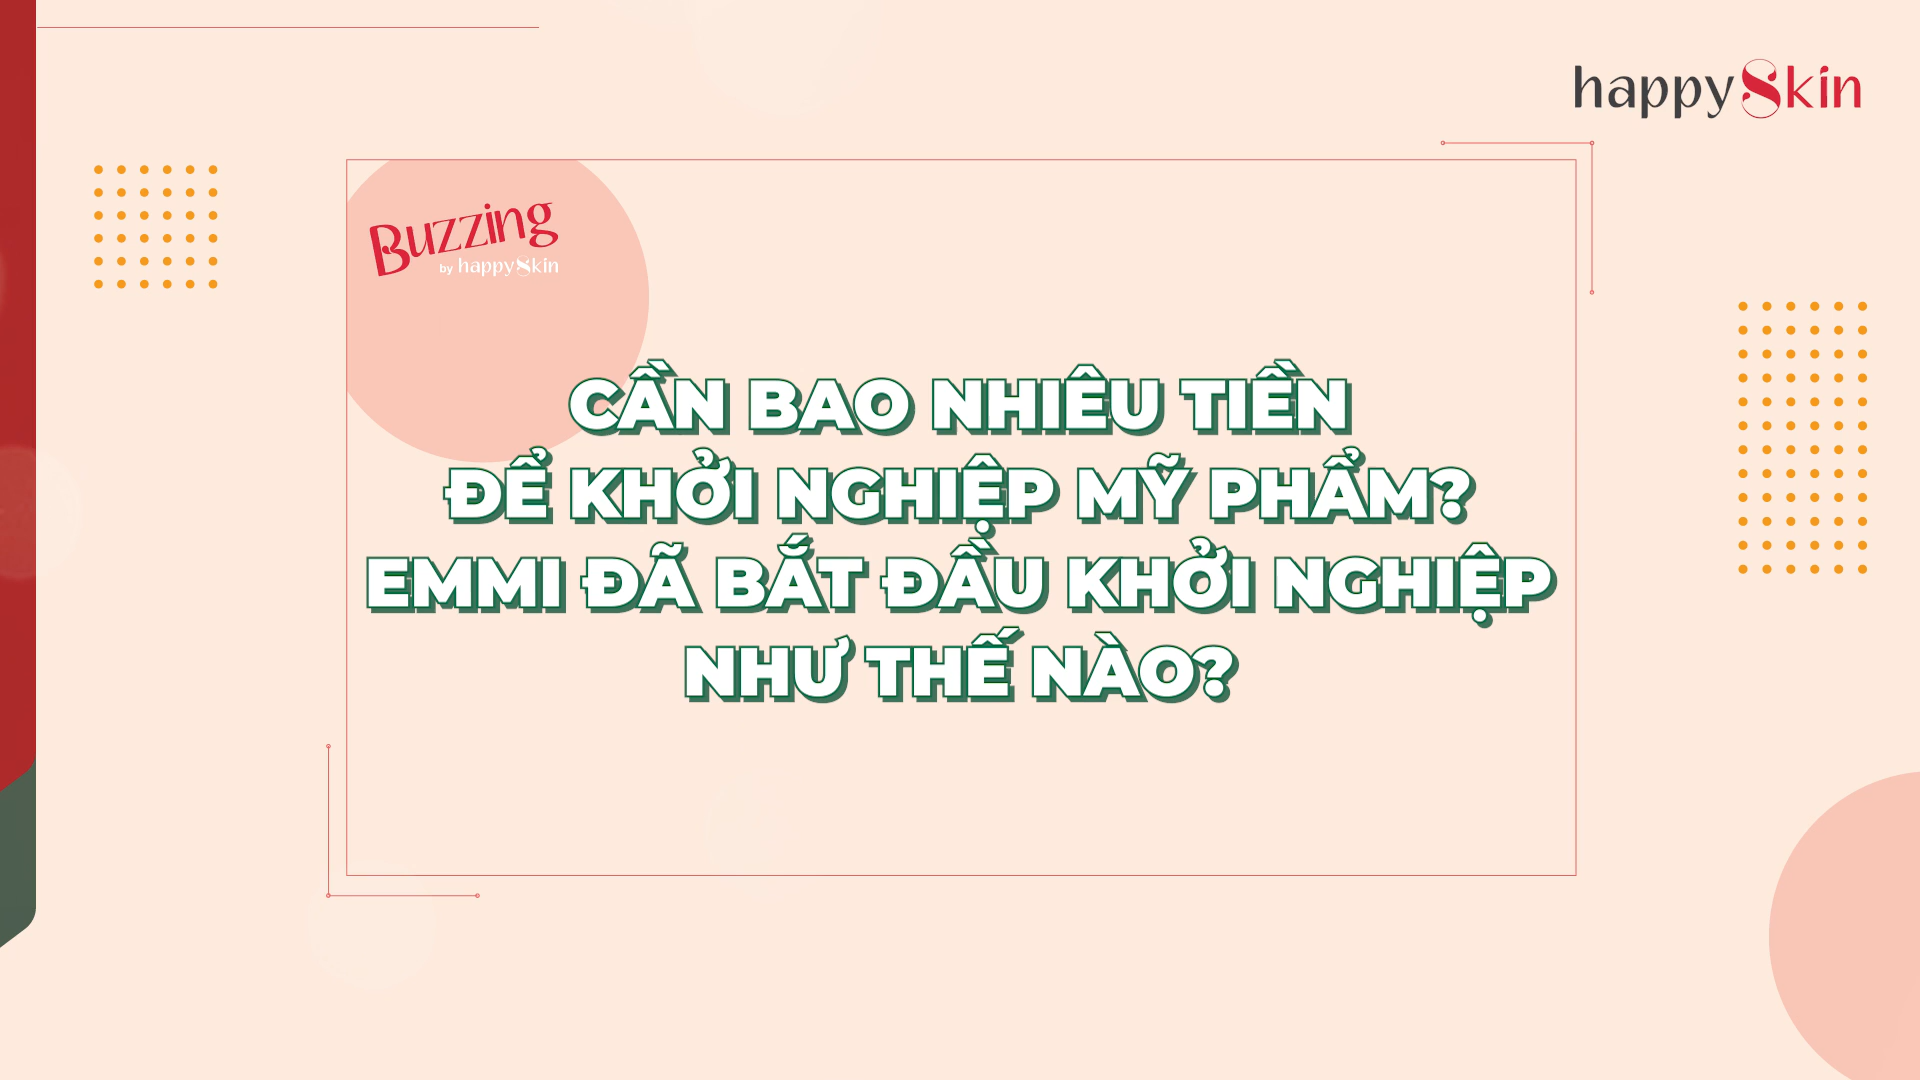 happySkin
Buzzing
by happySkin
CẦN BAO NHIÊU TIỀN
ĐỂ KHỞI NGHIỆP MỸ PHẨM?
EMMI ĐÃ BẮT ĐẦU KHỞI NGHIỆP
NHƯ THẾ NÀO?